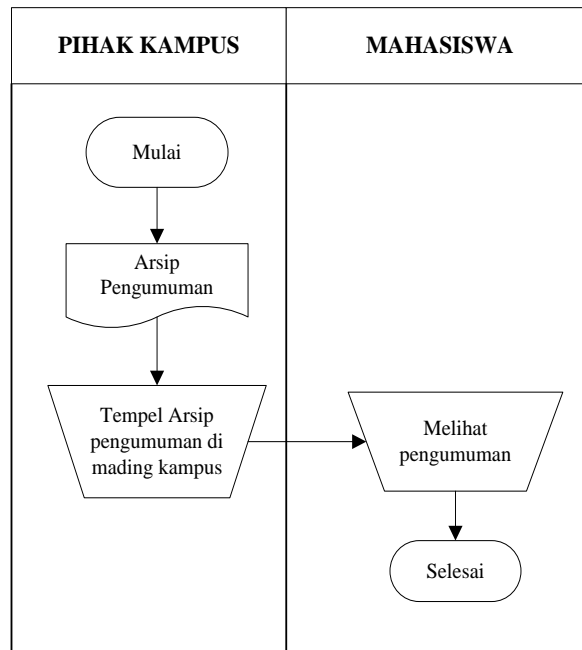 PIHAK KAMPUS
MAHASISWA
Mulai
Arsip
Pengumuman
Tempel Arsip
pengumuman di
mading kampus
Melihat
pengumuman
Selesai